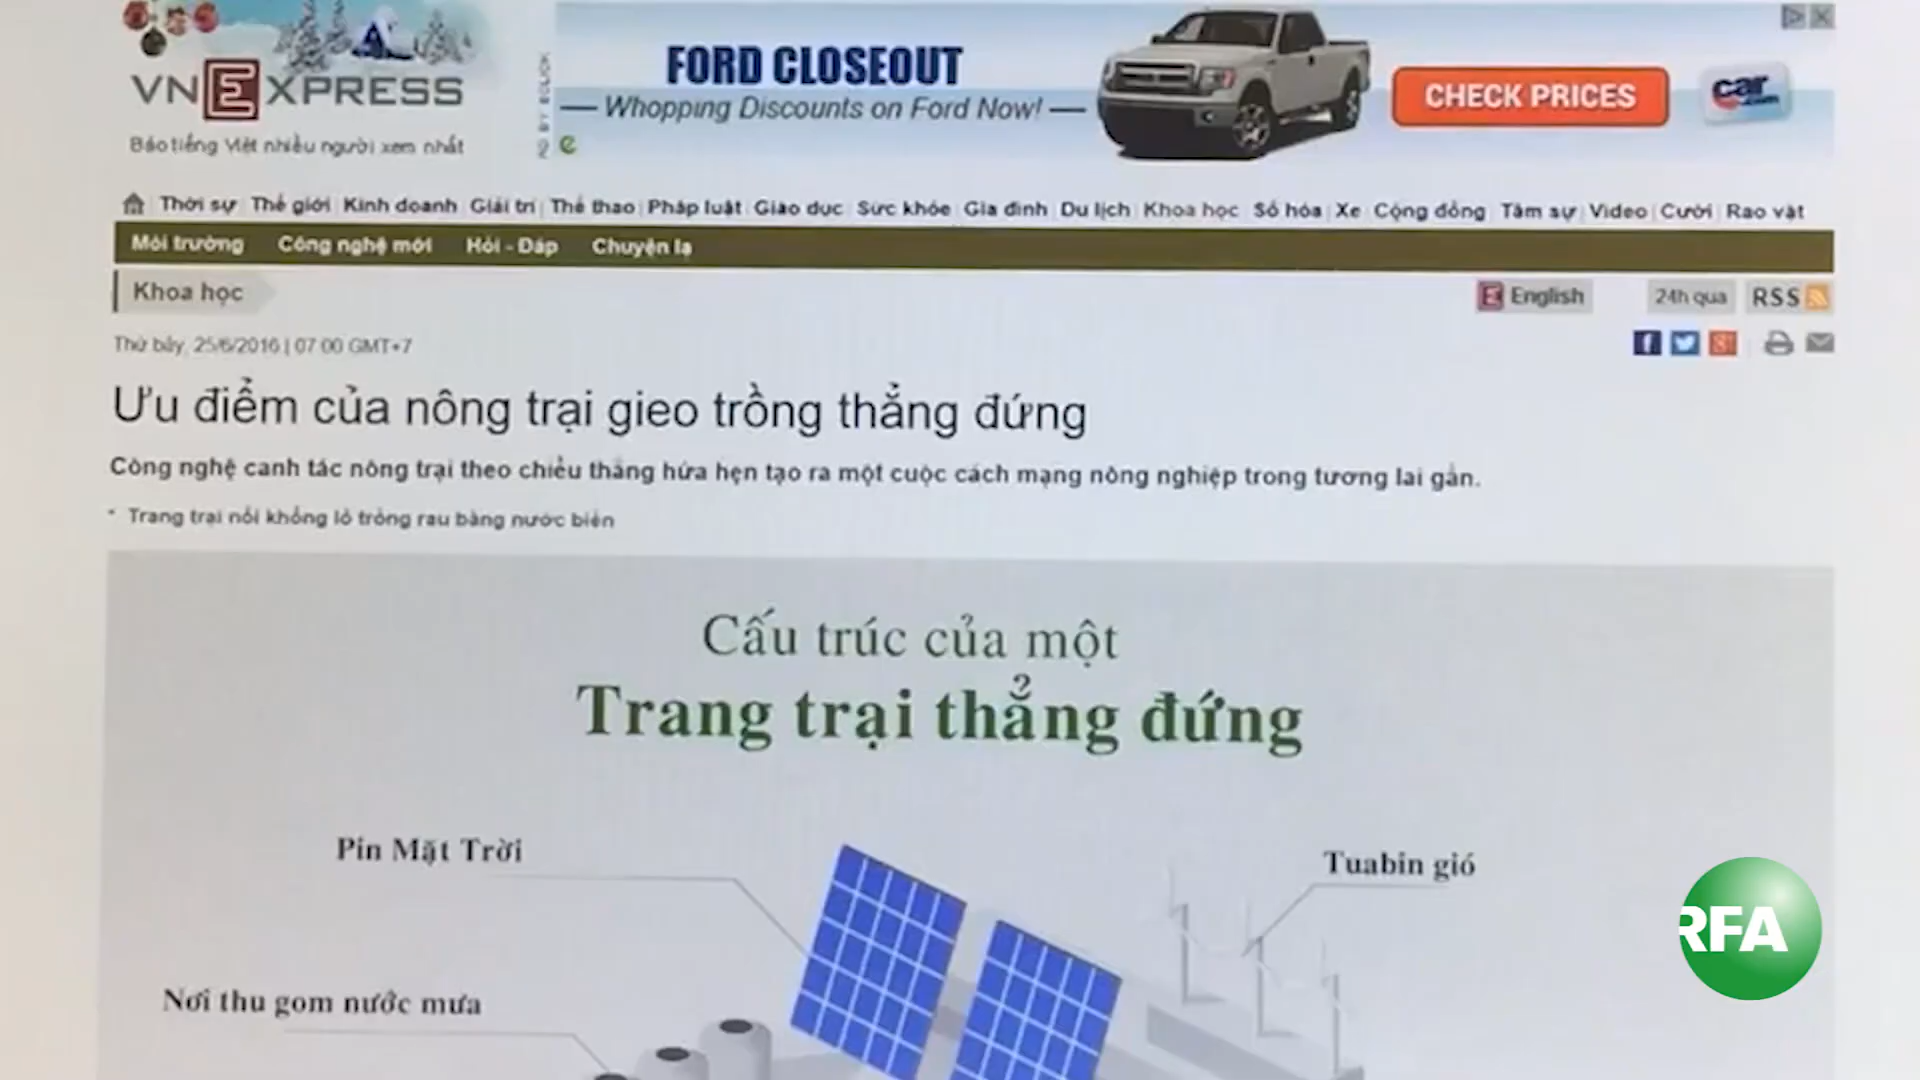 VNEXPRESS
Báo tiếng Việt nhiều người xem nhất
AD BY ECLICK
FORD CLOSEOUT
Whopping Discounts on Ford Now!
CHECK PRICES
car.com
Thời sự Thế giới Kinh doanh Giải trí Thể thao Pháp luật Giáo dục Sức khỏe Gia đình Du lịch Khoa học Số hóa Xe Cộng đồng Tâm sự Video Cười Rao vặt
Môi trường Công nghệ mới Hỏi - Đáp Chuyện lạ
Khoa học
E English 24h qua RSS
Thứ bảy, 25/6/2016 | 07:00 GMT+7
Ưu điểm của nông trại gieo trồng thẳng đứng
Công nghệ canh tác nông trại theo chiều thẳng hứa hẹn tạo ra một cuộc cách mạng nông nghiệp trong tương lai gần.
* Trang trại nổi khổng lồ trồng rau bằng nước biển
Cấu trúc của một
Trang trại thẳng đứng
Pin Mặt Trời
Tuabin gió
Nơi thu gom nước mưa
RFA